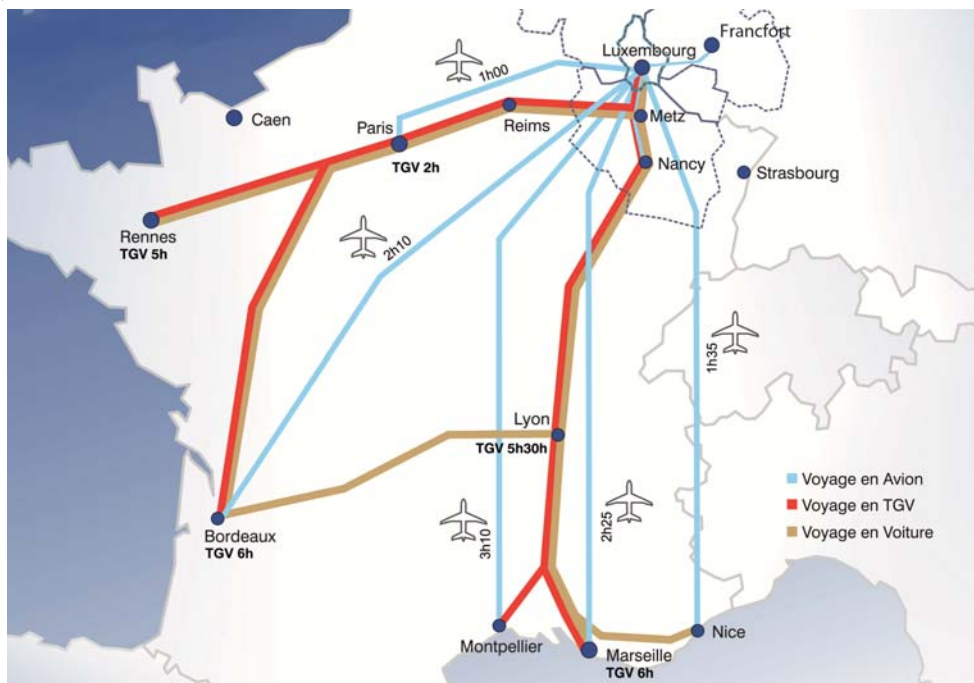 Francfort
Luxembourg
1h00
Caen
Paris
TGV 2h
Reims
Metz
Nancy
Strasbourg
Rennes
TGV 5h
2h10
1h35
Lyon
TGV 5h30h
Bordeaux
TGV 6h
3h10
2h25
Voyage en Avion
Voyage en TGV
Voyage en Voiture
Montpellier
Marseille
TGV 6h
Nice